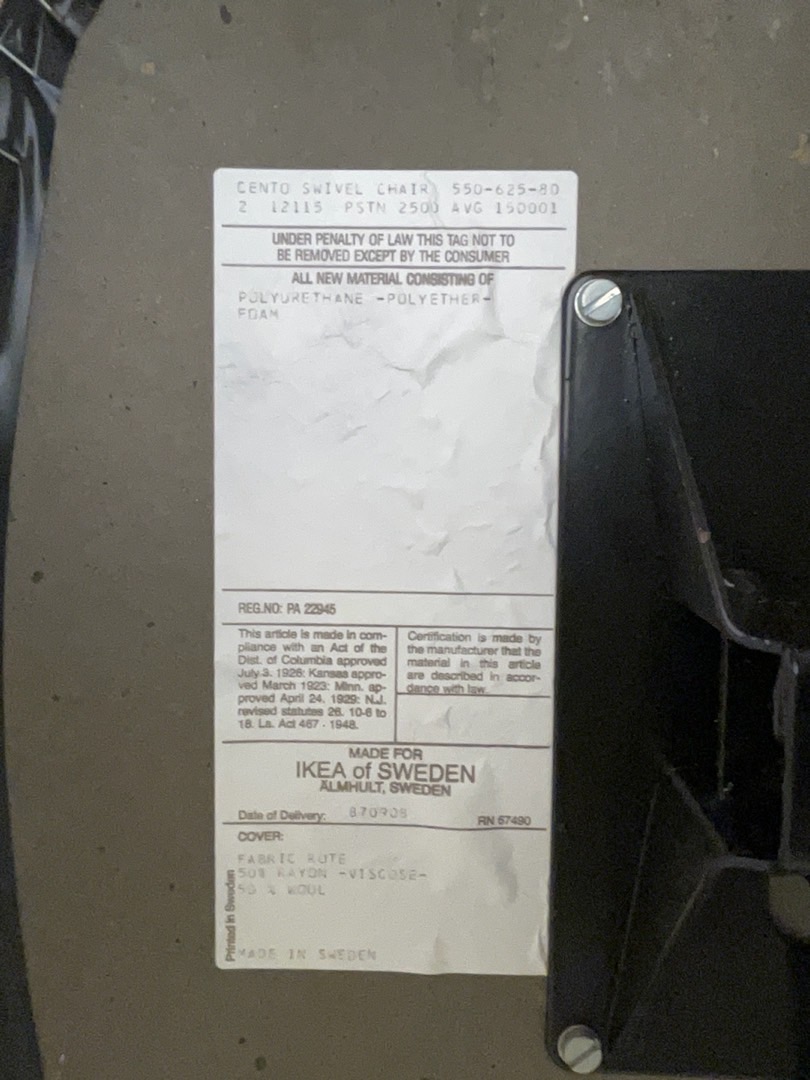 CENTO SWIVEL CHAIR 550-625-80
2 12115 PSTN 2500 AVG 150001
UNDER PENALTY OF LAW THIS TAG NOT TO
BE REMOVED EXCEPT BY THE CONSUMER
ALL NEW MATERIAL CONSISTING OF
POLYURETHANE -POLYETHER-
FOAM
REG.NO: PA 22945
This article is made in com-
pliance with an Act of the
Dist. of Columbia approved
July 3. 1926: Kansas appro-
ved March 1923: Minn. ap-
proved April 24. 1929: N.J.
revised statutes 26. 10-6 to
18. La. Act 467 - 1948.
Certification is made by
the manufacturer that the
material in this article
are described in accor-
dance with law.
MADE FOR
IKEA of SWEDEN
ÄLMHULT, SWEDEN
Date of Delivery:
RN 67490
COVER:
FABRIC RUTE
50% RAYON -VISCOSE-
50 % WOOL
MADE IN SWEDEN
Printed in Sweden